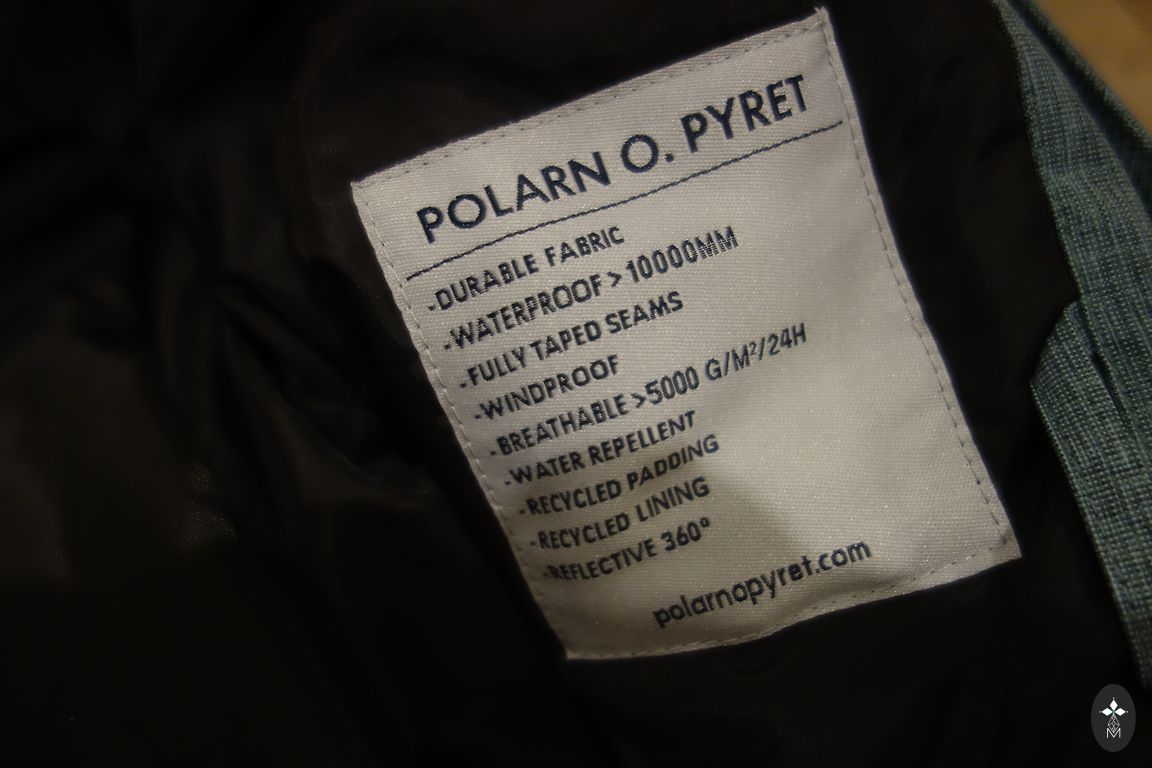 POLARN O. PYRET
-DURABLE FABRIC
-WATERPROOF > 10000MM
-FULLY TAPED SEAMS
-WINDPROOF
-BREATHABLE >5000 G/M²/24H
-WATER REPELLENT
-RECYCLED PADDING
-RECYCLED LINING
-REFLECTIVE 360°
polarnopyret.com
M